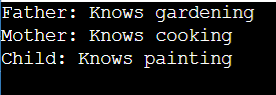 Father: Knows gardening
Mother: Knows cooking
Child: Knows painting